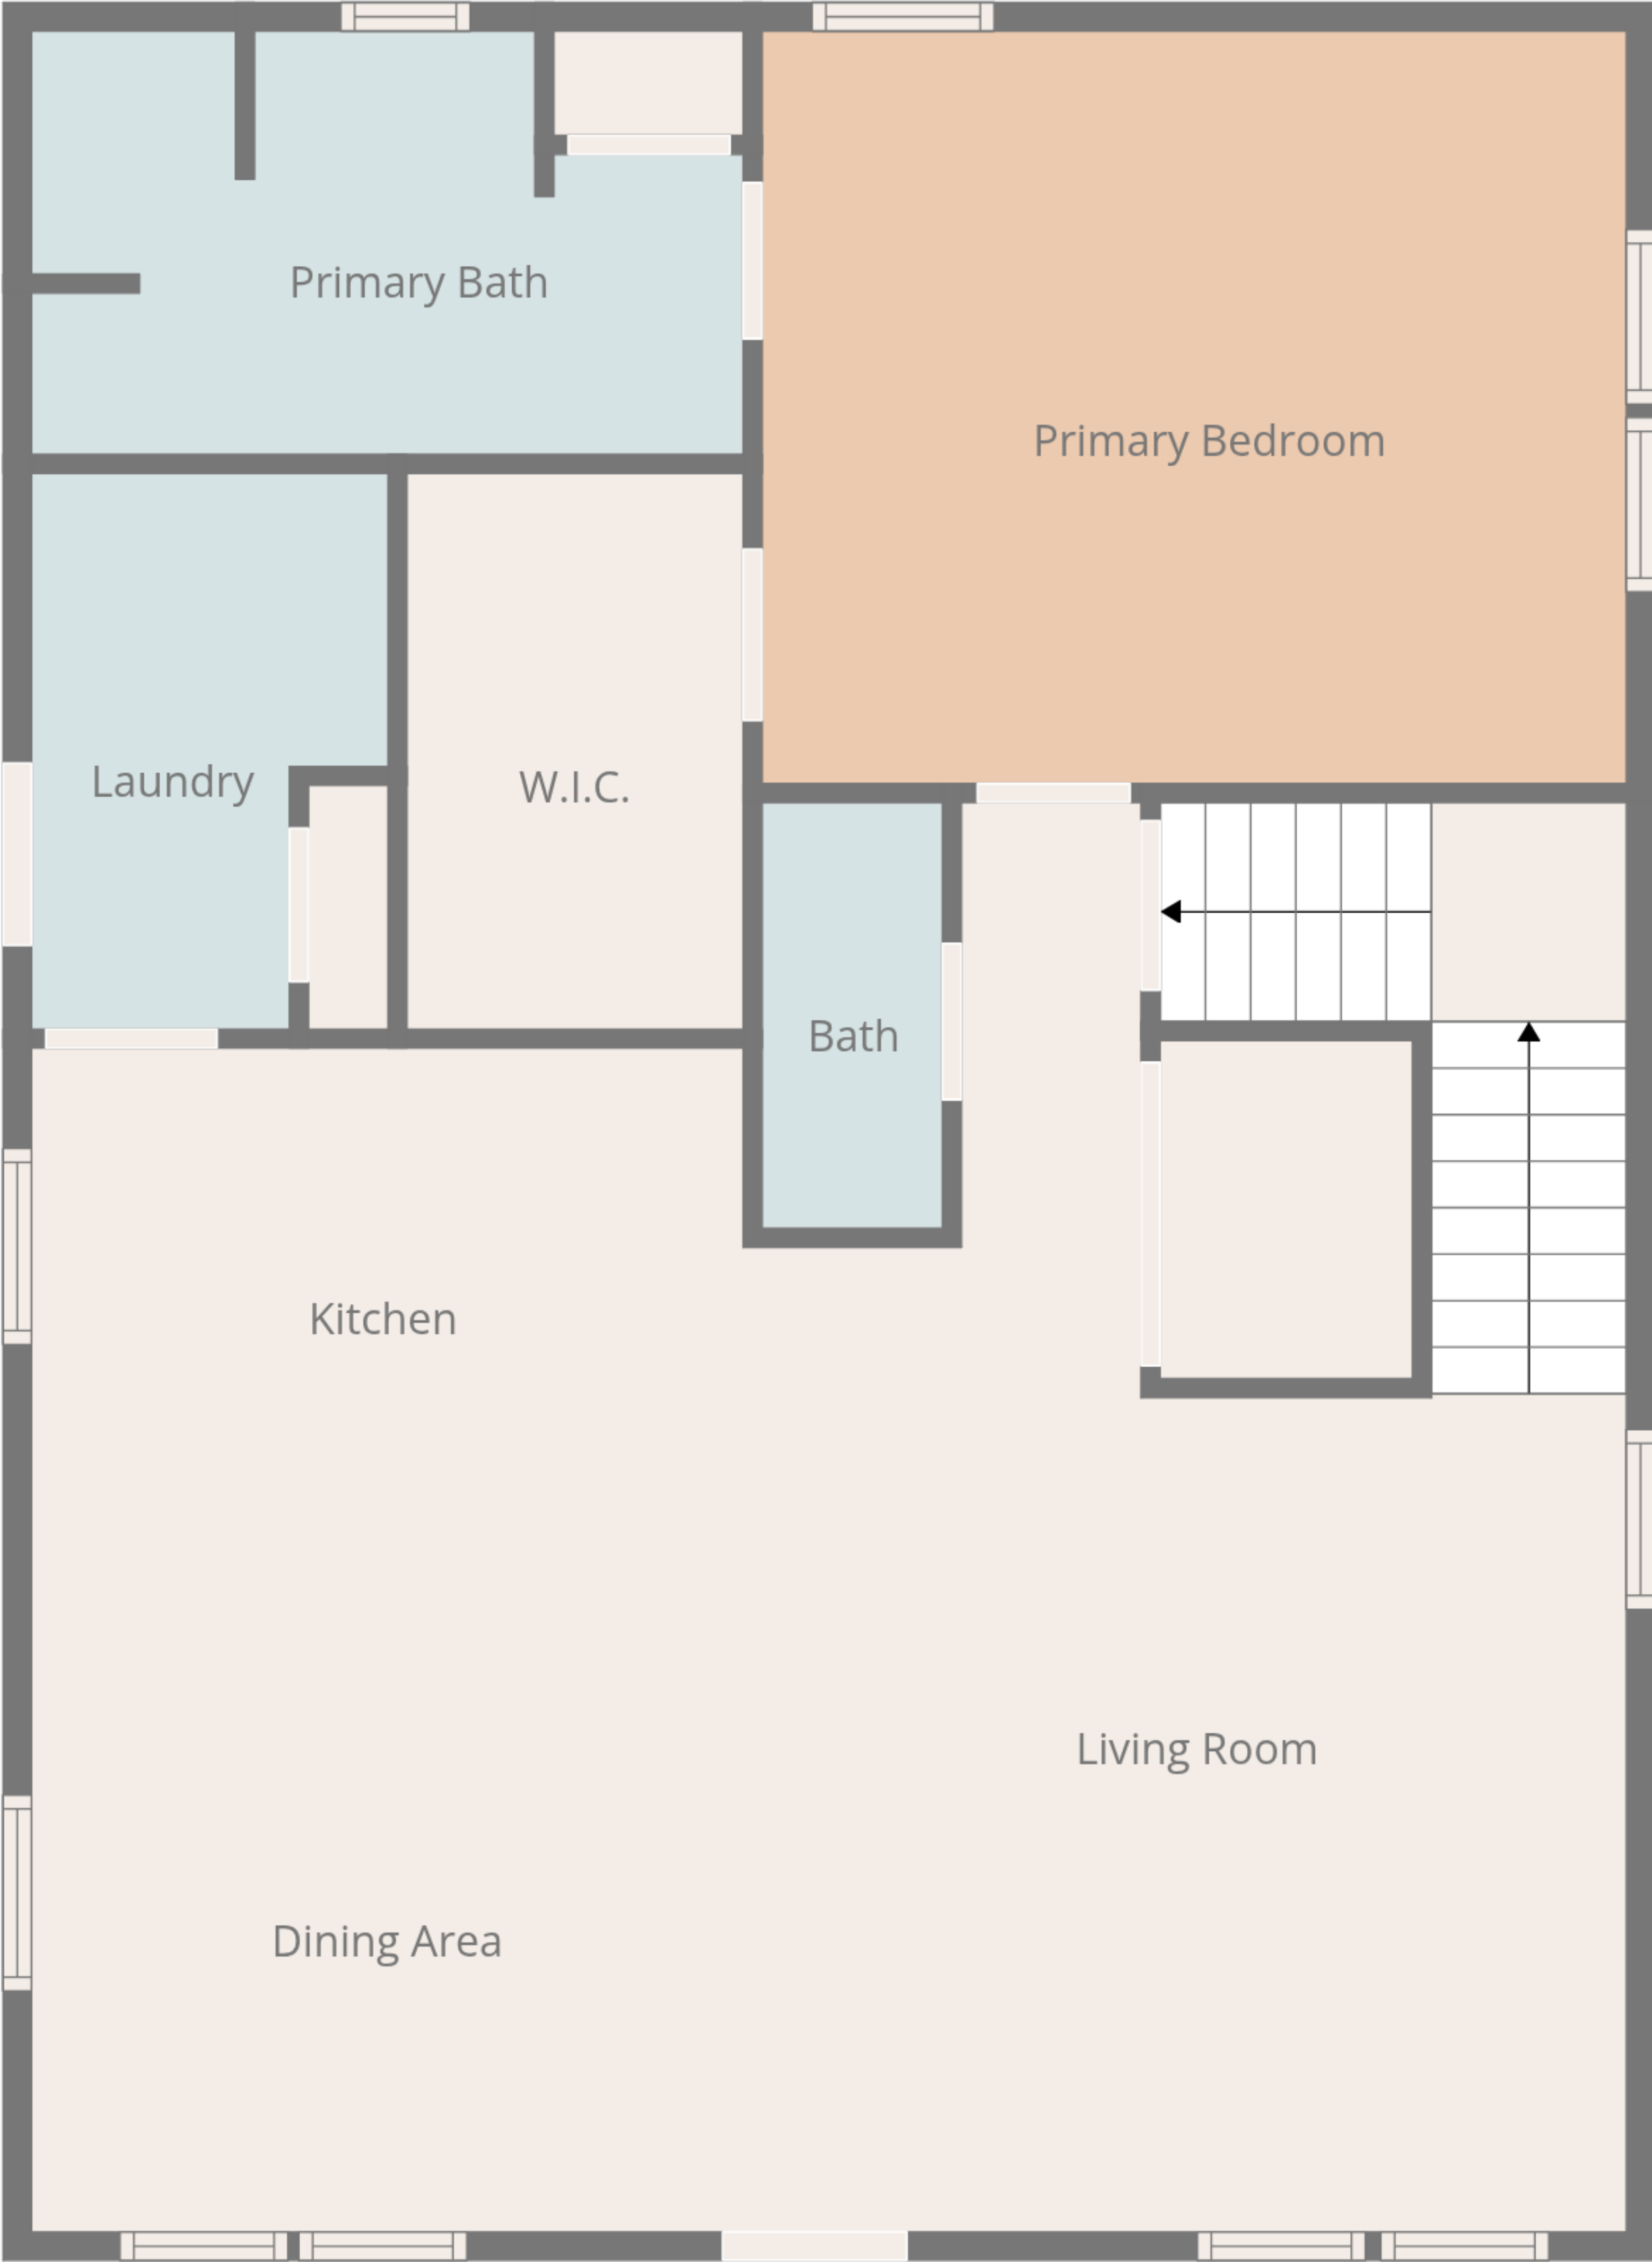 Primary Bath
Primary Bedroom
Laundry
W.I.C.
Bath
Kitchen
Living Room
Dining Area